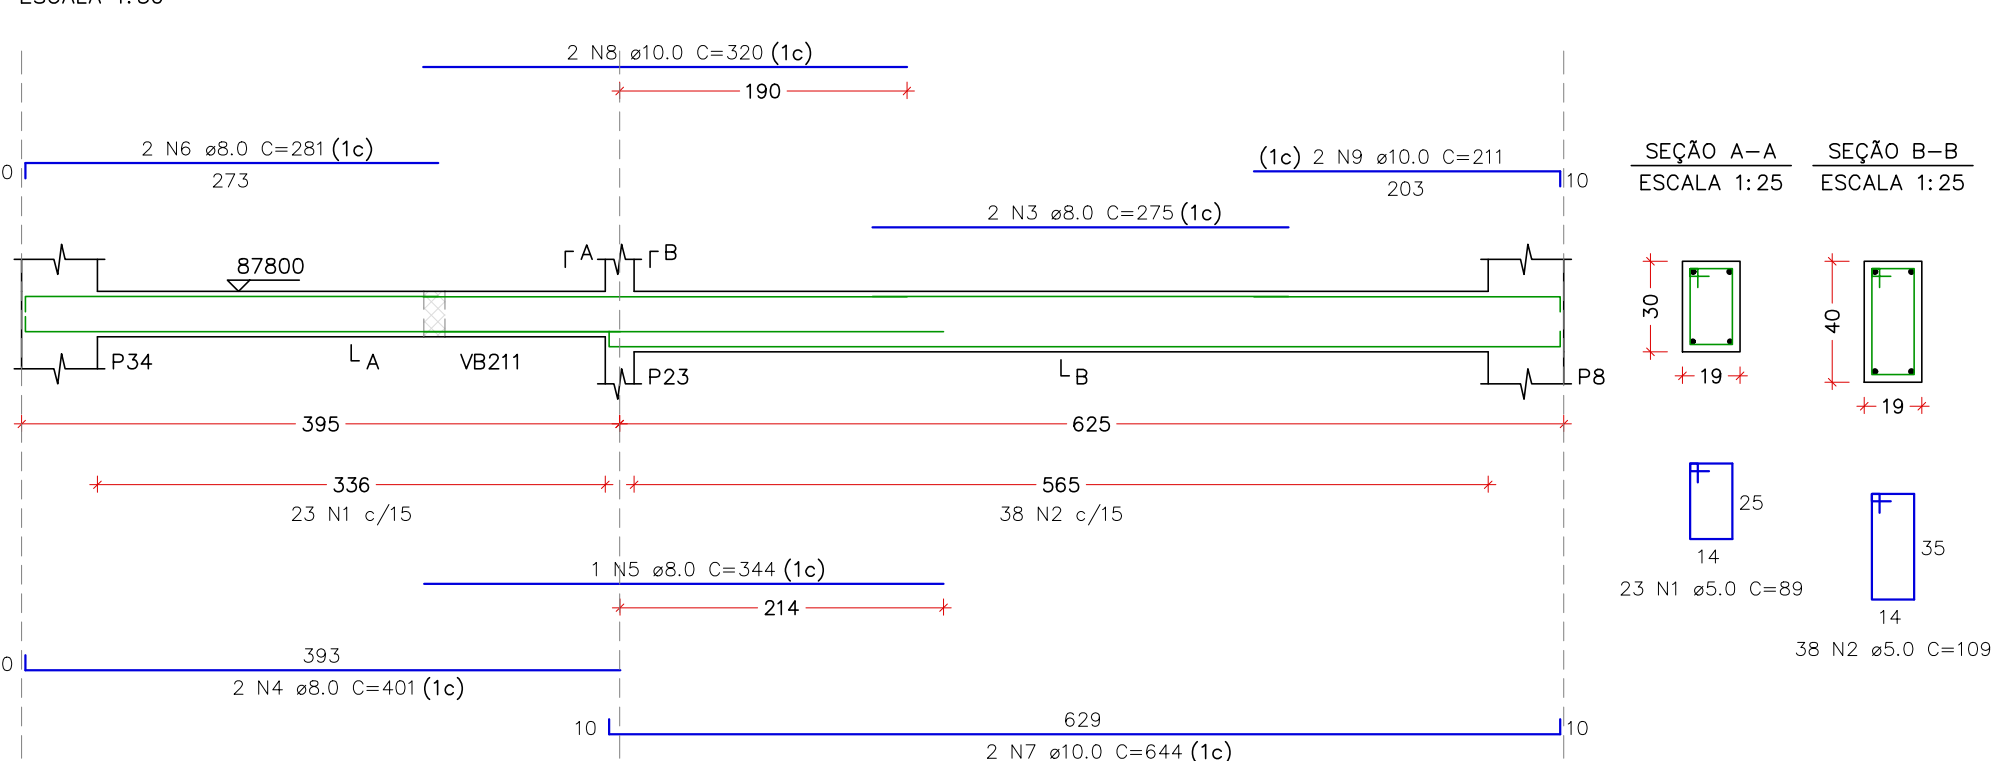 2 N8 ø10.0 C=320 (1c)
190
2 N6 ø8.0 C=281 (1c)
0
273
(1c) 2 N9 ø10.0 C=211
10
203
2 N3 ø8.0 C=275 (1c)
SEÇÃO A-A
ESCALA 1:25
SEÇÃO B-B
ESCALA 1:25
A
B
87800
30
40
A
P34
VB211
P23
B
P8
19
19
395
625
336
565
23 N1 c/15
38 N2 c/15
25
14
23 N1 ø5.0 C=89
35
14
38 N2 ø5.0 C=109
1 N5 ø8.0 C=344 (1c)
214
0
393
2 N4 ø8.0 C=401 (1c)
10
629
10
2 N7 ø10.0 C=644 (1c)